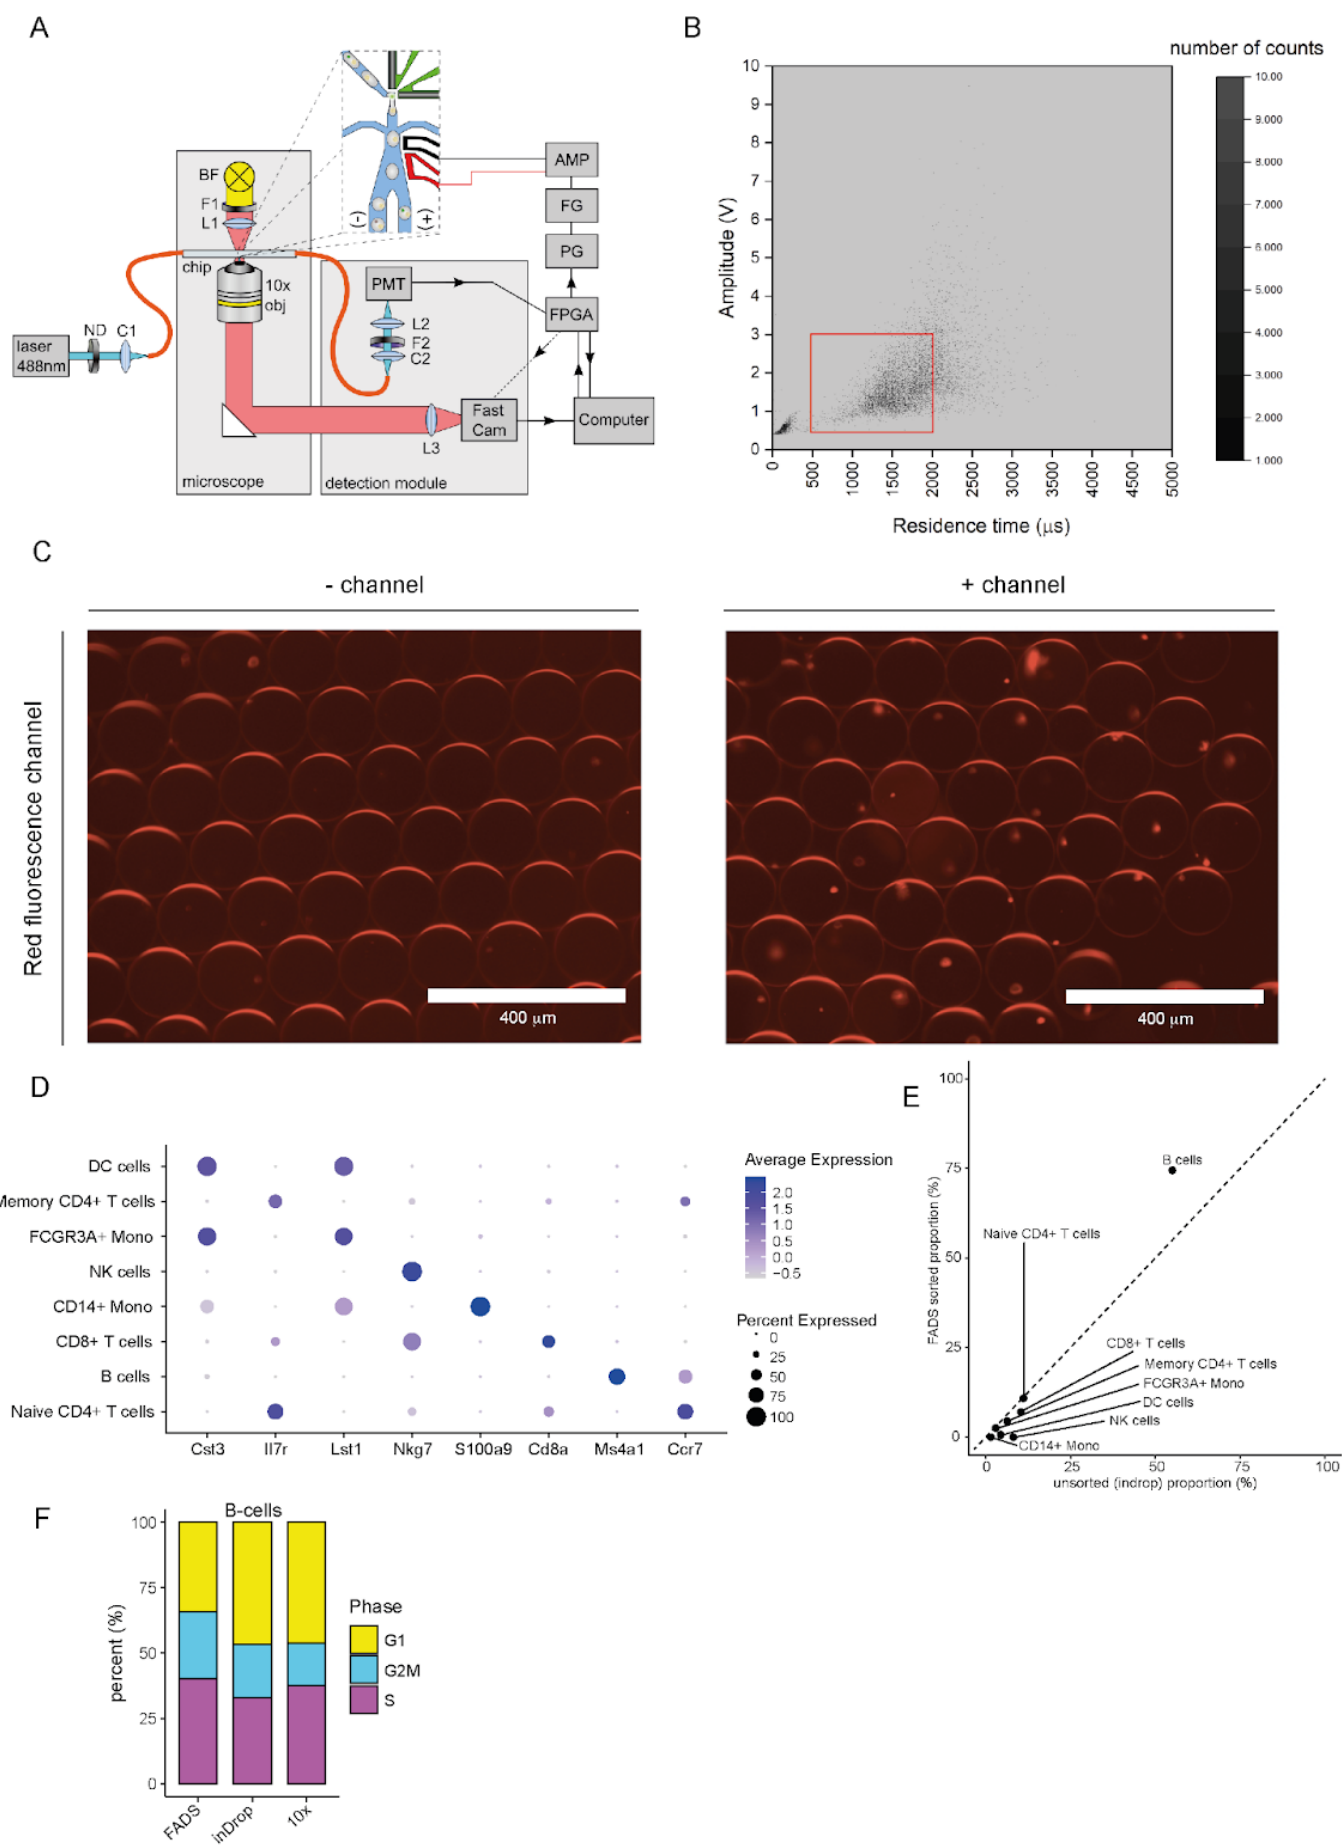 A
BF
F1
L1
chip
10x
obj
ND
C1
laser
488nm
microscope
(-)
(+)
PMT
L2
F2
C2
L3
Fast
Cam
detection module
AMP
FG
PG
FPGA
Computer
B
number of counts
10
9
8
7
6
5
4
3
2
1
0
Amplitude (V)
0
500
1000
1500
2000
2500
3000
3500
4000
4500
5000
Residence time (μs)
10.00
9.000
8.000
7.000
6.000
5.000
4.000
3.000
2.000
1.000
C
- channel
+ channel
Red fluorescence channel
400 μm
400 μm
D
DC cells
Memory CD4+ T cells
FCGR3A+ Mono
NK cells
CD14+ Mono
CD8+ T cells
B cells
Naive CD4+ T cells
Cst3
Il7r
Lst1
Nkg7
S100a9
Cd8a
Ms4a1
Ccr7
Average Expression
2.0
1.5
1.0
0.5
0.0
−0.5
Percent Expressed
0
25
50
75
100
E
100
75
50
25
0
FADS sorted proportion (%)
B cells
Naive CD4+ T cells
CD8+ T cells
Memory CD4+ T cells
FCGR3A+ Mono
DC cells
NK cells
CD14+ Mono
0
25
50
75
100
unsorted (indrop) proportion (%)
F
B-cells
100
75
50
25
0
percent (%)
FADS
inDrop
10x
Phase
G1
G2M
S